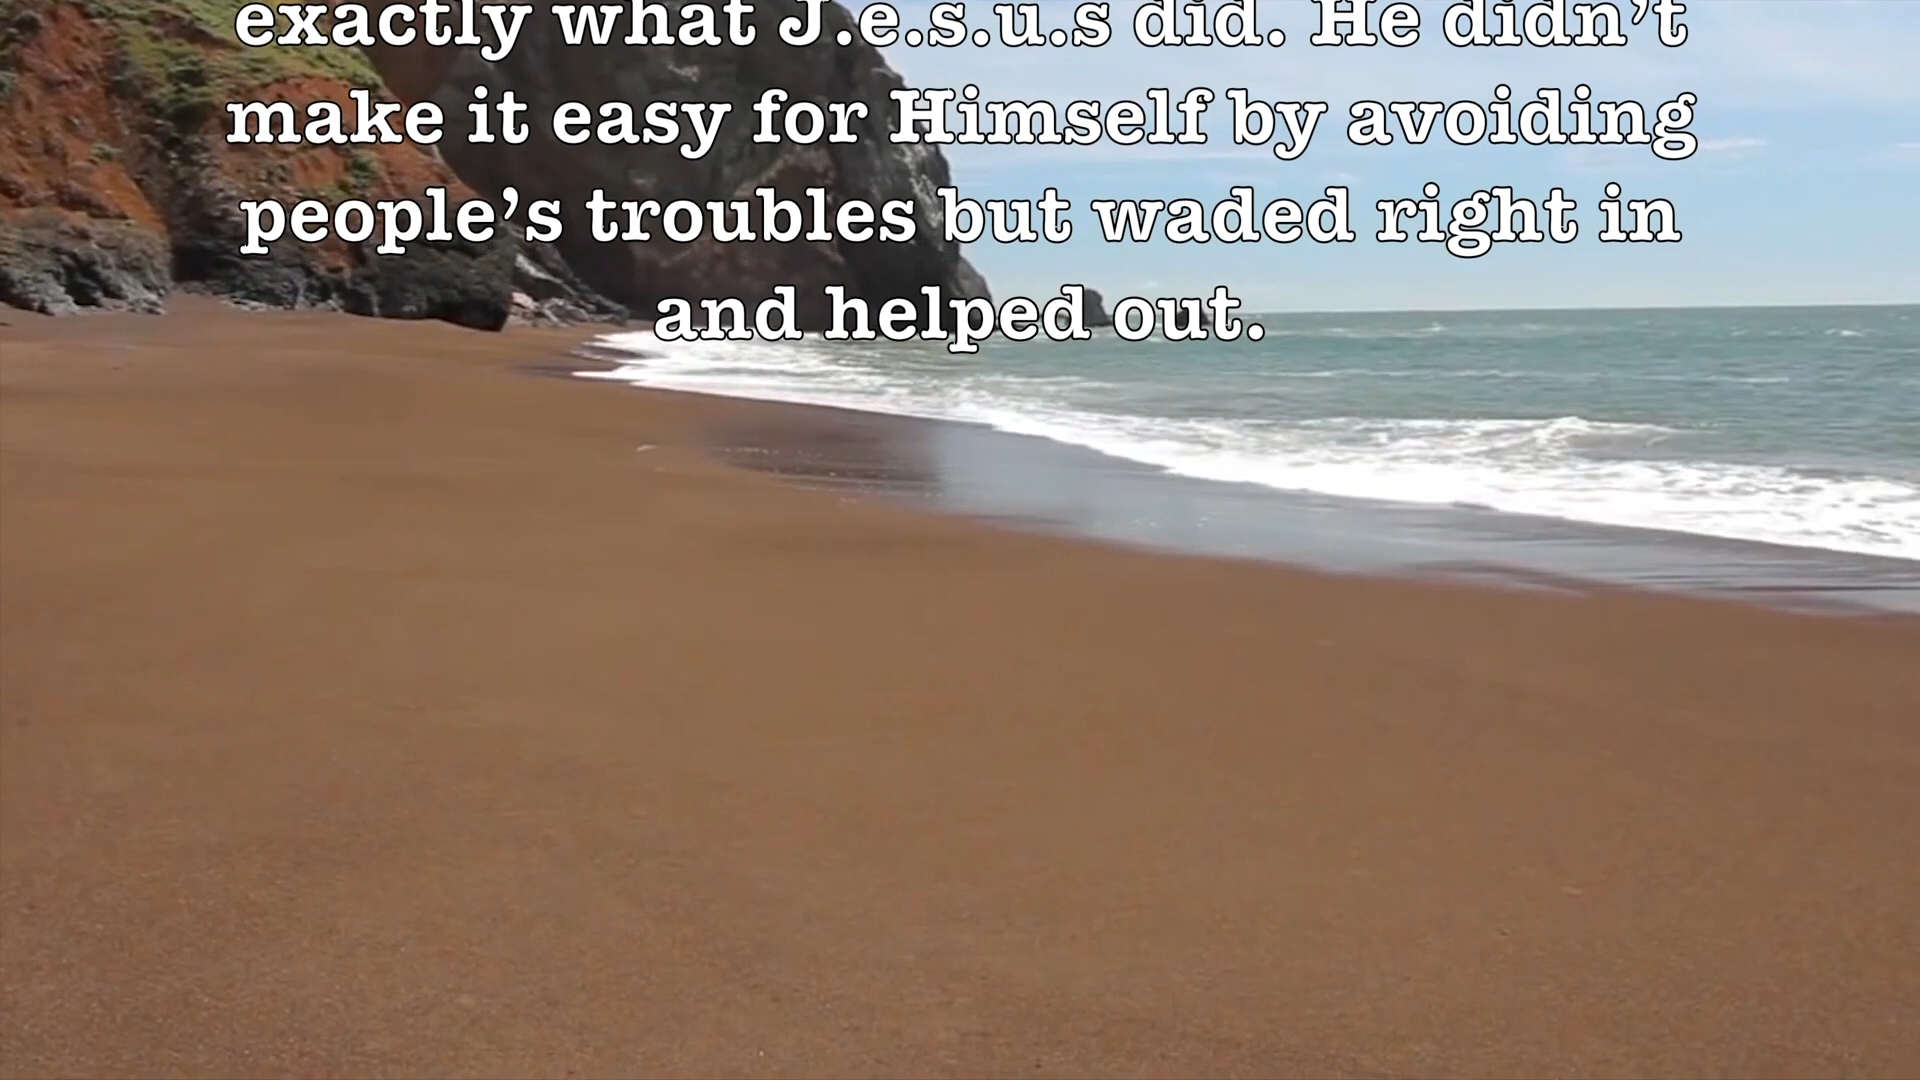 exactly what J.e.s.u.s did. He didn’t
make it easy for Himself by avoiding
people’s troubles but waded right in
and helped out.